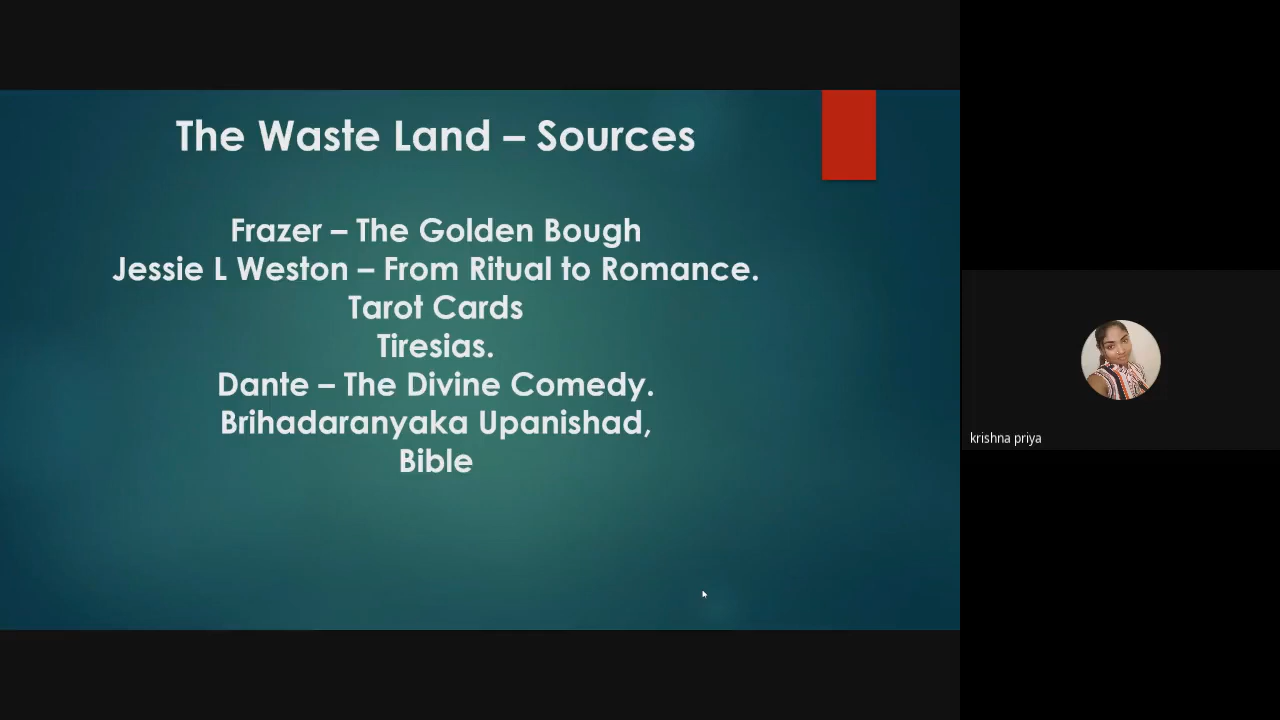 The Waste Land – Sources
Frazer – The Golden Bough
Jessie L Weston – From Ritual to Romance.
Tarot Cards
Tiresias.
Dante – The Divine Comedy.
Brihadaranyaka Upanishad,
Bible
krishna priya